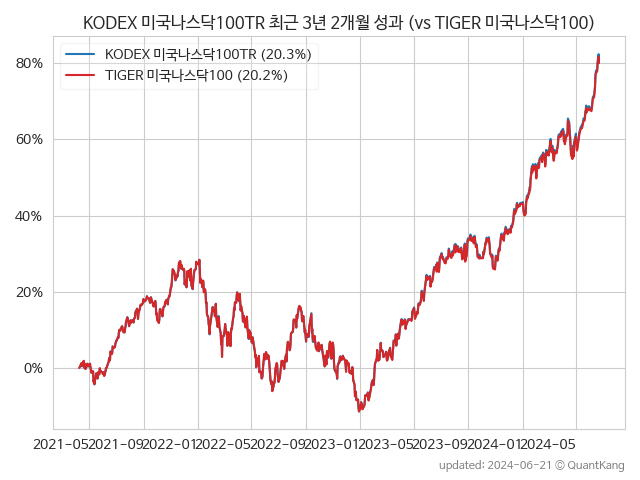 KODEX 미국나스닥100TR 최근 3년 2개월 성과 (vs TIGER 미국나스닥100)
KODEX 미국나스닥100TR (20.3%)
TIGER 미국나스닥100 (20.2%)
80%
60%
40%
20%
0%
2021-05 2021-09 2022-01 2022-05 2022-09 2023-01 2023-05 2023-09 2024-01 2024-05
updated: 2024-06-21 ⓒ QuantKang